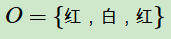 O = {红，白，红}